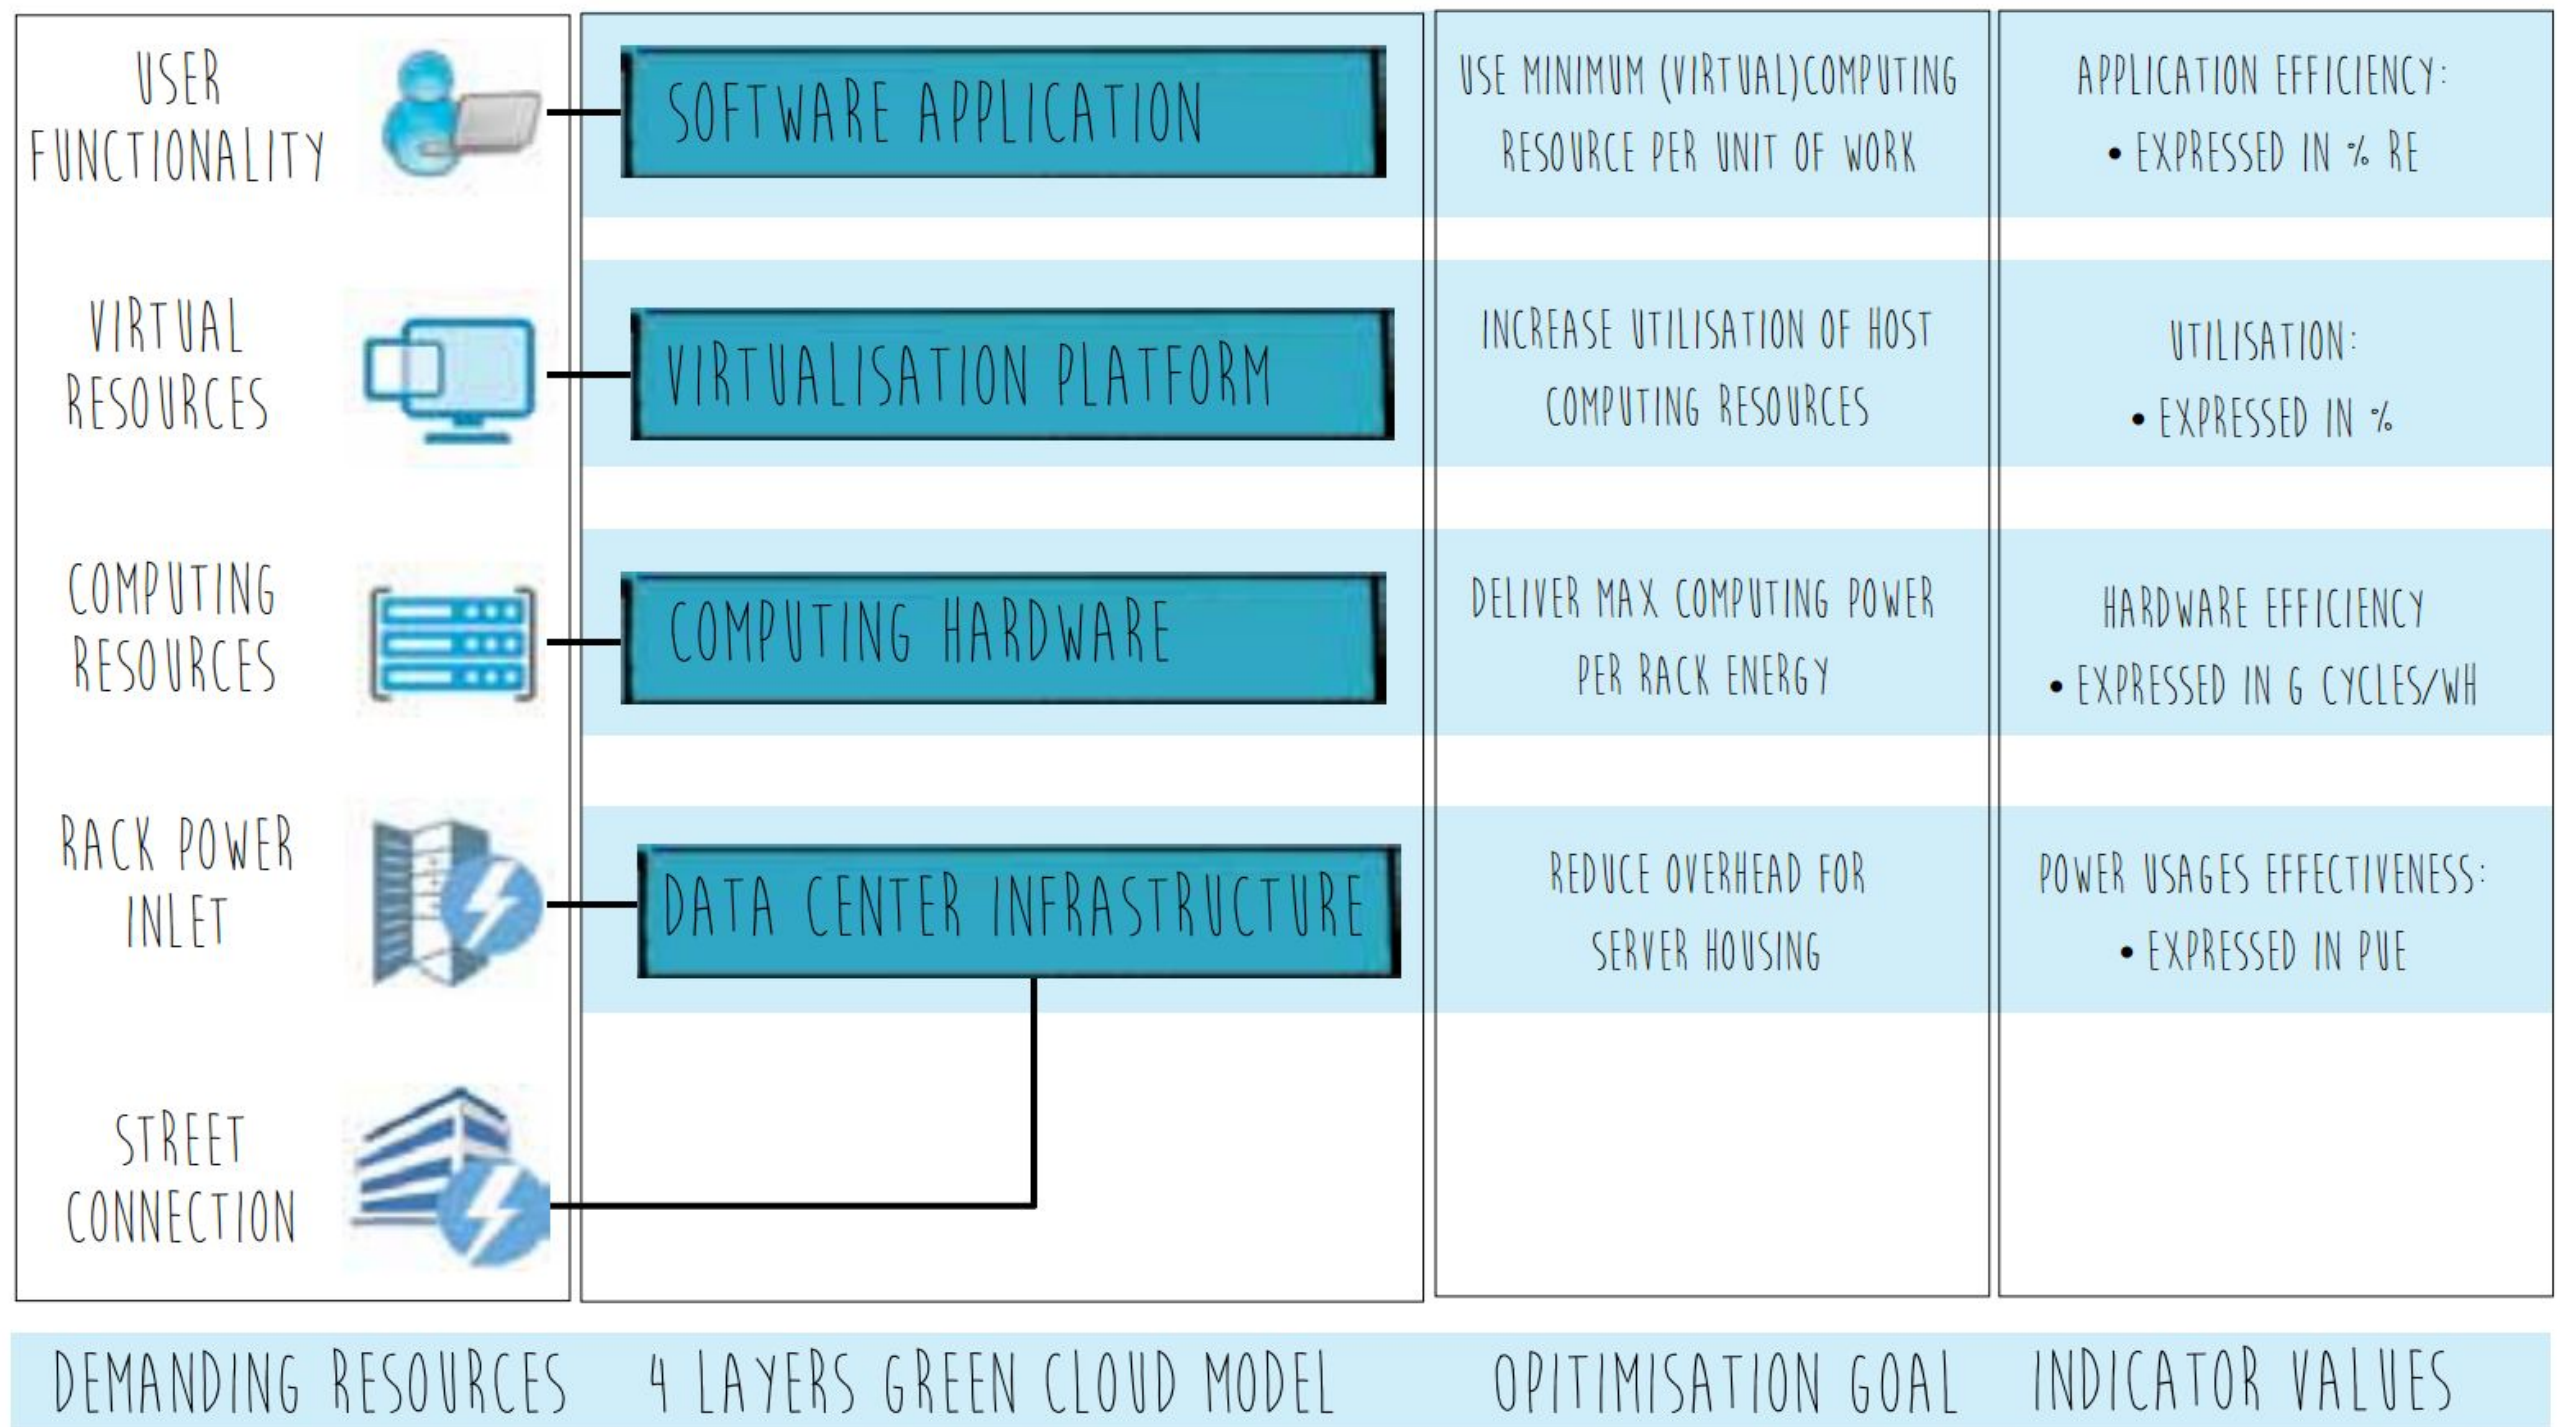 USER
FUNCTIONALITY
SOFTWARE APPLICATION
USE MINIMUM (VIRTUAL)COMPUTING
RESOURCE PER UNIT OF WORK
APPLICATION EFFICIENCY:
• EXPRESSED IN % RE
VIRTUAL
RESOURCES
VIRTUALISATION PLATFORM
INCREASE UTILISATION OF HOST
COMPUTING RESOURCES
UTILISATION:
• EXPRESSED IN %
COMPUTING
RESOURCES
COMPUTING HARDWARE
DELIVER MAX COMPUTING POWER
PER RACK ENERGY
HARDWARE EFFICIENCY
• EXPRESSED IN G CYCLES/WH
RACK POWER
INLET
DATA CENTER INFRASTRUCTURE
REDUCE OVERHEAD FOR
SERVER HOUSING
POWER USAGES EFFECTIVENESS:
• EXPRESSED IN PUE
STREET
CONNECTION
DEMANDING RESOURCES
4 LAYERS GREEN CLOUD MODEL
OPITIMISATION GOAL
INDICATOR VALUES